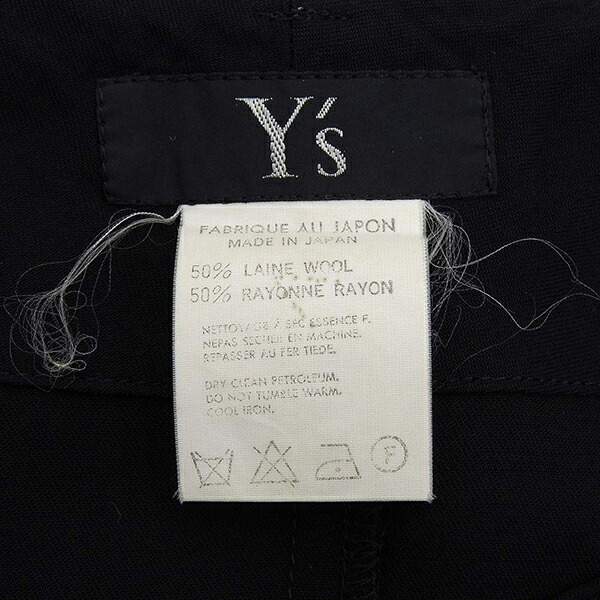 Y's
FABRIQUE AU JAPON
MADE IN JAPAN
50% LAINE WOOL
50% RAYONNE RAYON
NETTOYAGE A SEC ESSENCE F.
NEPAS SECHER EN MACHINE.
REPASSER AU FER TIEDE.
DRY CLEAN PETROLEUM.
DO NOT TUMBLE WARM.
COOL IRON.
F